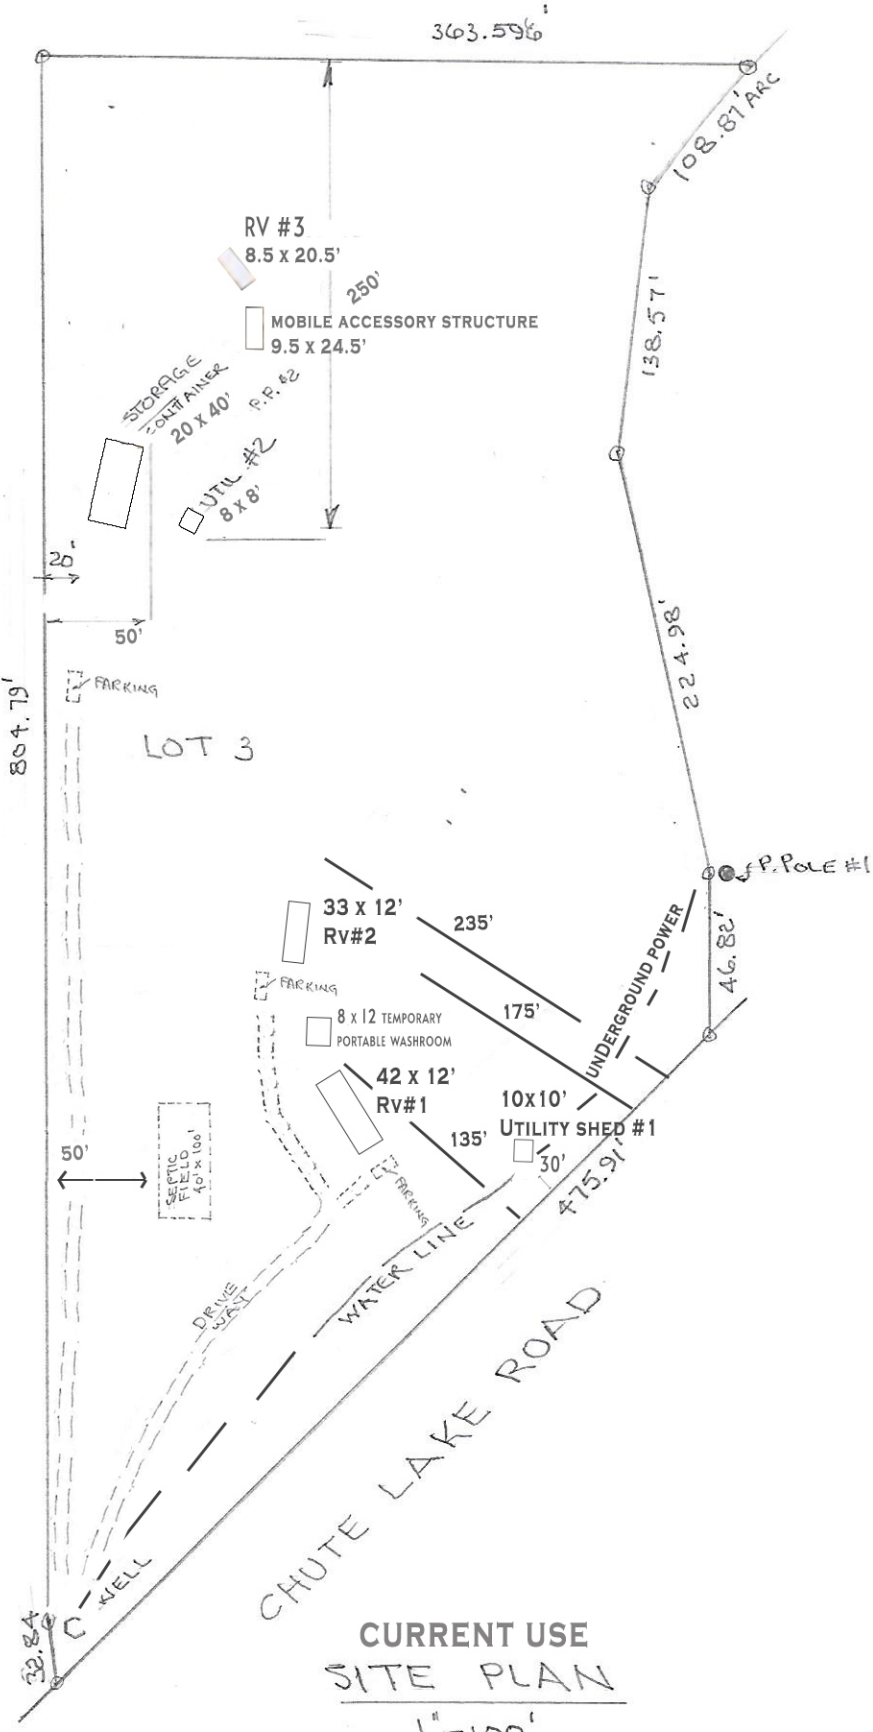 363.596'
108.87' ARC
RV #3
8.5 x 20.5'
250'
MOBILE ACCESSORY STRUCTURE
9.5 x 24.5'
138.57'
STORAGE
CONTAINER
20 x 40'
P.P. #2
UTIL #2
8 x 8'
20'
50'
224.98'
PARKING
804.79'
LOT 3
P. POLE #1
33 x 12'
Rv#2
235'
UNDERGROUND POWER
46.82'
PARKING
175'
8 x 12 TEMPORARY
PORTABLE WASHROOM
42 x 12'
Rv#1
10x10'
UTILITY SHED #1
135'
30'
475.91'
50'
SEPTIC
FIELD
40' x 100'
PARKING
WATER LINE
DRIVE
WAY
CHUTE LAKE ROAD
WELL
32.84
CURRENT USE
SITE PLAN
1" = 100'